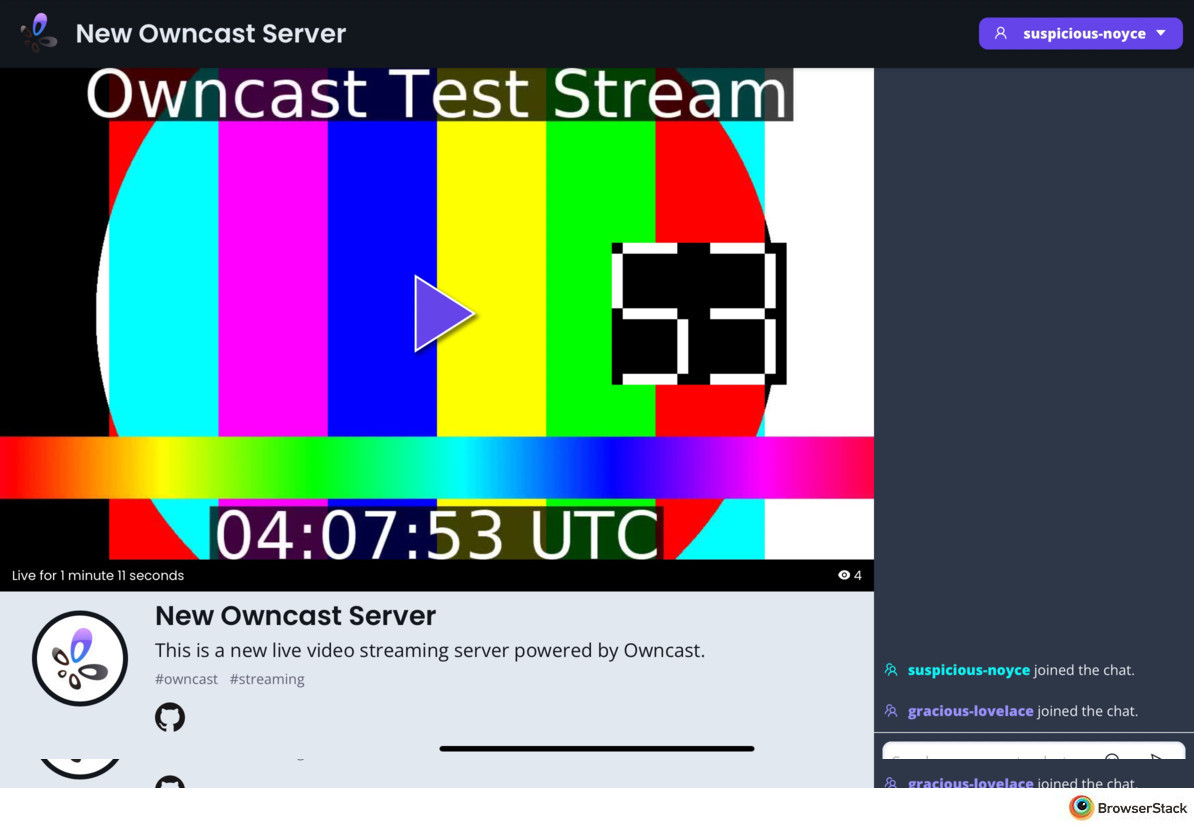 New Owncast Server
suspicious-noyce
Owncast Test Stream
53
04:07:53 UTC
Live for 1 minute 11 seconds
4
New Owncast Server
This is a new live video streaming server powered by Owncast.
#owncast #streaming
suspicious-noyce joined the chat.
gracious-lovelace joined the chat.
gracious-lovelace joined the chat.
BrowserStack